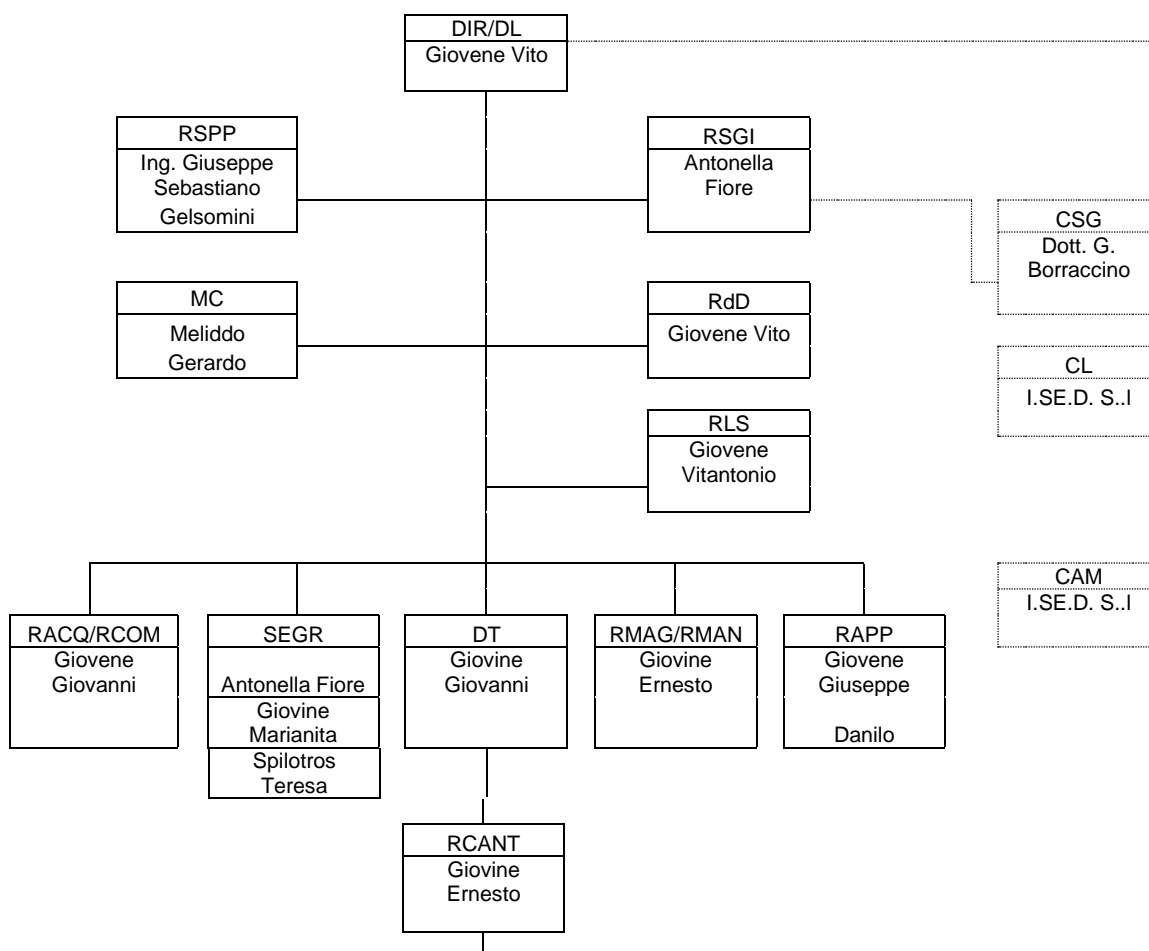 DIR/DL
Giovene Vito
RSPP
Ing. Giuseppe
Sebastiano
Gelsomini
RSGI
Antonella
Fiore
CSG
Dott. G.
Borraccino
MC
Meliddo
Gerardo
RdD
Giovene Vito
CL
I.SE.D. S..l
RLS
Giovene
Vitantonio
CAM
I.SE.D. S..l
RACQ/RCOM
Giovene
Giovanni
SEGR
Antonella Fiore
Giovine
Marianita
Spilotros
Teresa
DT
Giovine
Giovanni
RMAG/RMAN
Giovine
Ernesto
RAPP
Giovene
Giuseppe
Danilo
RCANT
Giovine
Ernesto